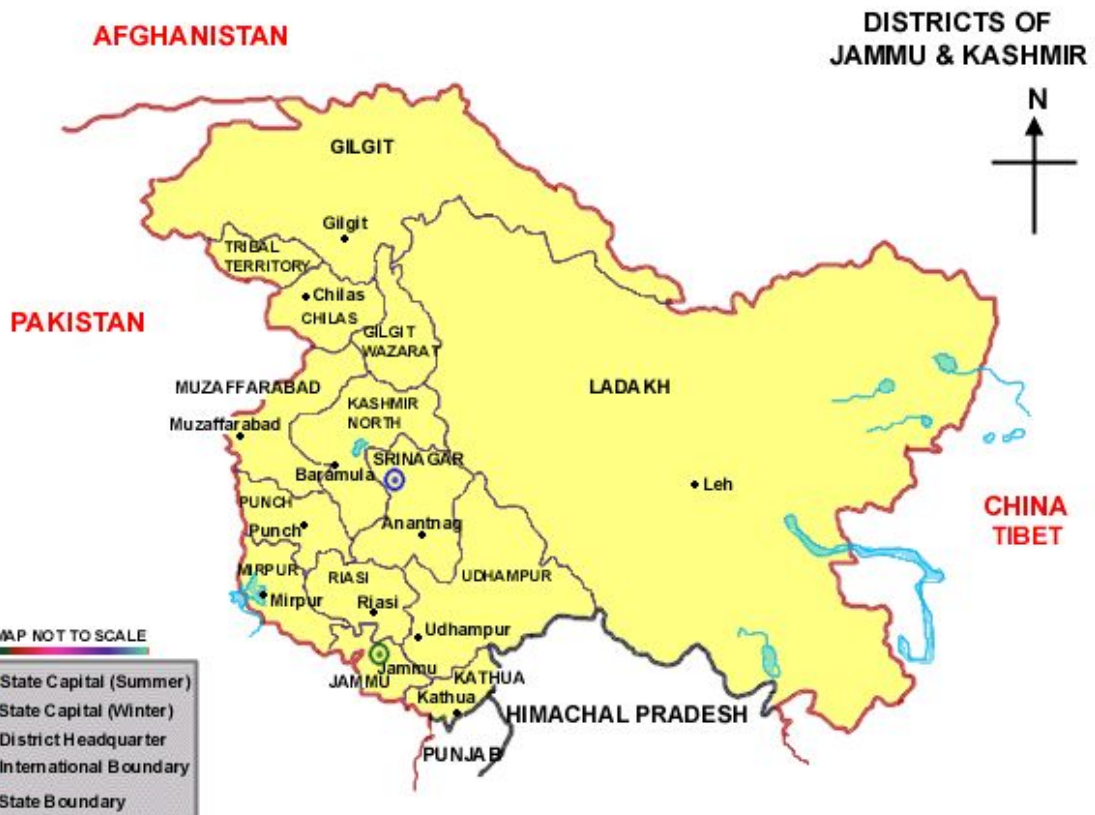 DISTRICTS OF
JAMMU & KASHMIR
N
AFGHANISTAN
GILGIT
Gilgit
TRIBAL
TERRITORY
Chilas
CHILAS
PAKISTAN
GILGIT
WAZARAT
MUZAFFARABAD
LADAKH
KASHMIR
NORTH
Muzaffarabad
SRINAGAR
Baramula
Leh
PUNCH
Punch
Anantnag
CHINA
TIBET
MIRPUR
RIASI
UDHAMPUR
Mirpur
Riasi
Udhampur
Jammu
JAMMU
KATHUA
Kathua
HIMACHAL PRADESH
PUNJAB
MAP NOT TO SCALE
State Capital (Summer)
State Capital (Winter)
District Headquarter
International Boundary
State Boundary